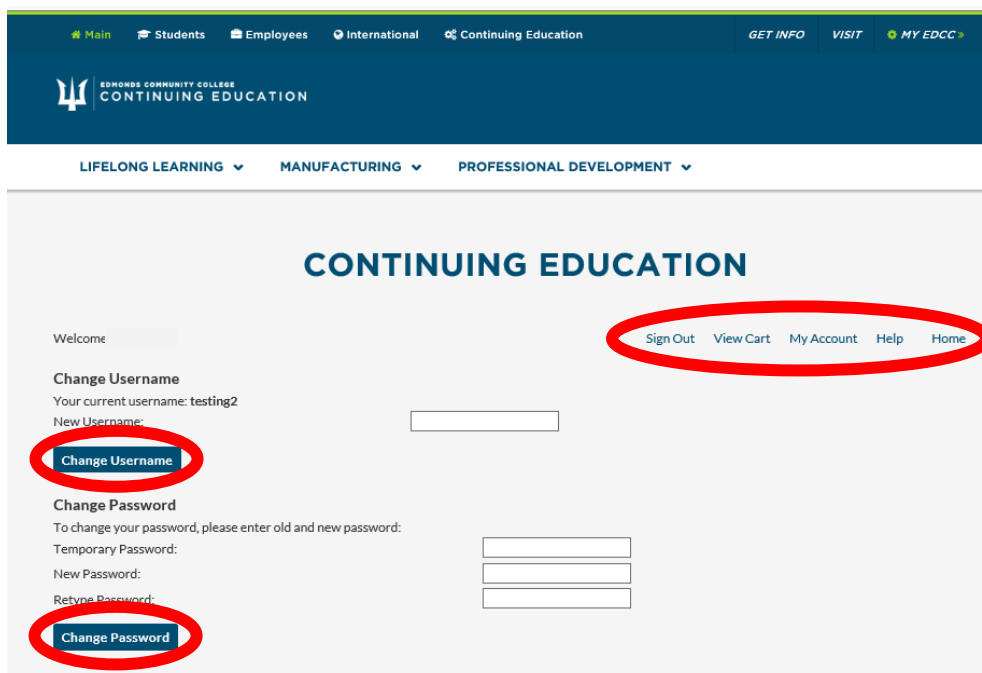 Main Students Employees International Continuing Education GET INFO VISIT MY EDCC »
EDMONDS COMMUNITY COLLEGE
CONTINUING EDUCATION
LIFELONG LEARNING MANUFACTURING PROFESSIONAL DEVELOPMENT
CONTINUING EDUCATION
Welcome Sign Out View Cart My Account Help Home
Change Username
Your current username: testing2
New Username:
Change Username
Change Password
To change your password, please enter old and new password:
Temporary Password:
New Password:
Retype Password:
Change Password